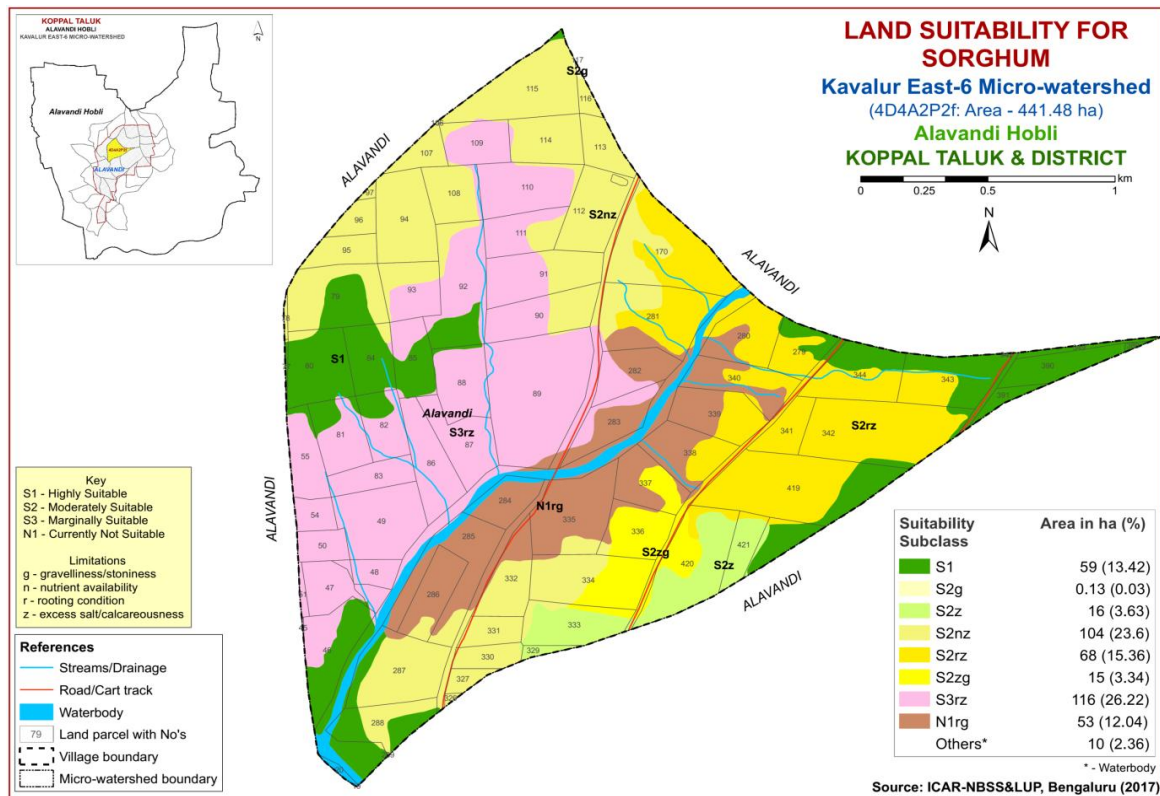 KOPPAL TALUK
ALAVANDI HOBLI
KAVALUR EAST-6 MICRO-WATERSHED
N
Alavandi Hobli
4D4A2P2f
ALAVANDI
LAND SUITABILITY FOR
SORGHUM
Kavalur East-6 Micro-watershed
(4D4A2P2f: Area - 441.48 ha)
Alavandi Hobli
KOPPAL TALUK & DISTRICT
km
0 0.25 0.5 1
N
S2g
115
116
109
114
113
107
ALAVANDI
108
110
97
112
S2nz
96
94
111
170
95
ALAVANDI
91
93
92
79
90
281
280
279
S1
84
80
282
340
344
343
390
391
88
89
Alavandi
339
82
S3rz
283
341
342
S2rz
81
87
55
86
338
83
337
419
284
54
N1rg
49
335
336
285
421
50
S2zg
420
S2z
48
332
334
47
286
ALAVANDI
ALAVANDI
333
331
46
329
330
287
327
288
Key
S1 - Highly Suitable
S2 - Moderately Suitable
S3 - Marginally Suitable
N1 - Currently Not Suitable
Limitations
g - gravelliness/stoniness
n - nutrient availability
r - rooting condition
z - excess salt/calcareousness
References
Streams/Drainage
Road/Cart track
Waterbody
79 Land parcel with No's
Village boundary
Micro-watershed boundary
Suitability Area in ha (%)
Subclass
S1 59 (13.42)
S2g 0.13 (0.03)
S2z 16 (3.63)
S2nz 104 (23.6)
S2rz 68 (15.36)
S2zg 15 (3.34)
S3rz 116 (26.22)
N1rg 53 (12.04)
Others* 10 (2.36)
* - Waterbody
Source: ICAR-NBSS&LUP, Bengaluru (2017)